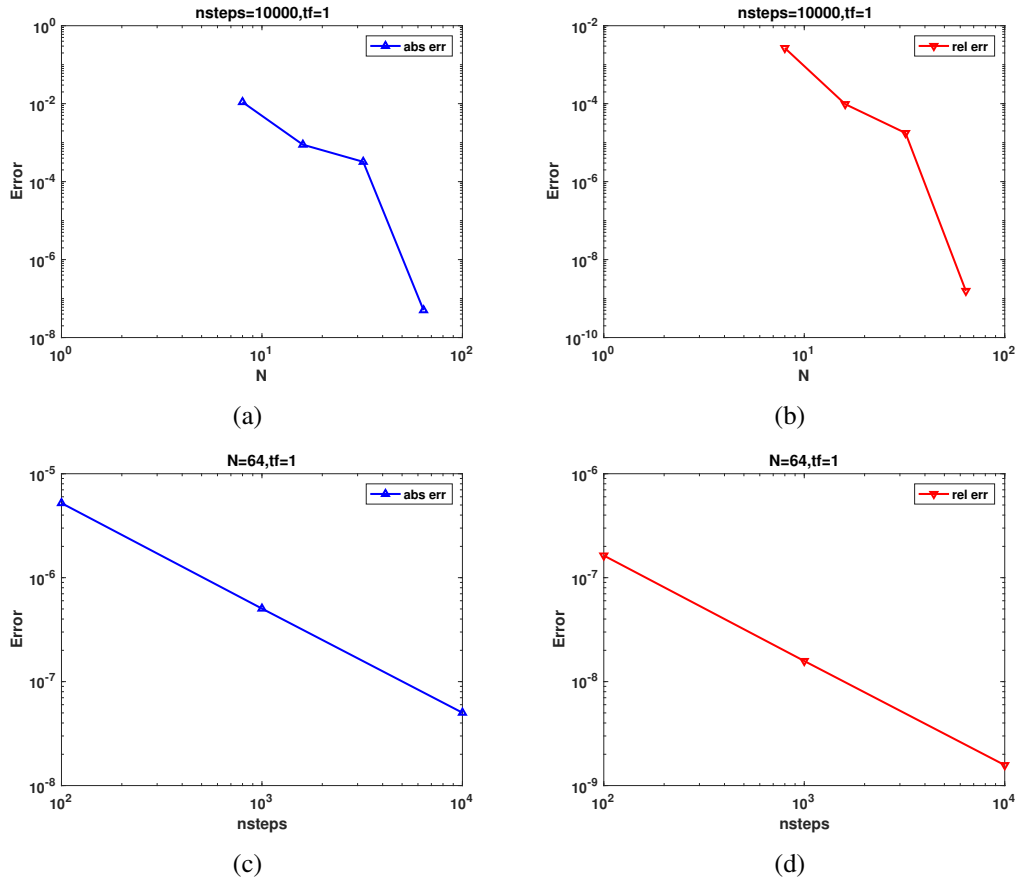 nsteps=10000,tf=1
10^0
10^-2
10^-4
10^-6
10^-8
Error
abs err
10^0
10^1
10^2
N
(a)
nsteps=10000,tf=1
10^-2
10^-4
10^-6
10^-8
10^-10
Error
rel err
10^0
10^1
10^2
N
(b)
N=64,tf=1
10^-5
10^-6
10^-7
10^-8
Error
abs err
10^2
10^3
10^4
nsteps
(c)
N=64,tf=1
10^-6
10^-7
10^-8
10^-9
Error
rel err
10^2
10^3
10^4
nsteps
(d)